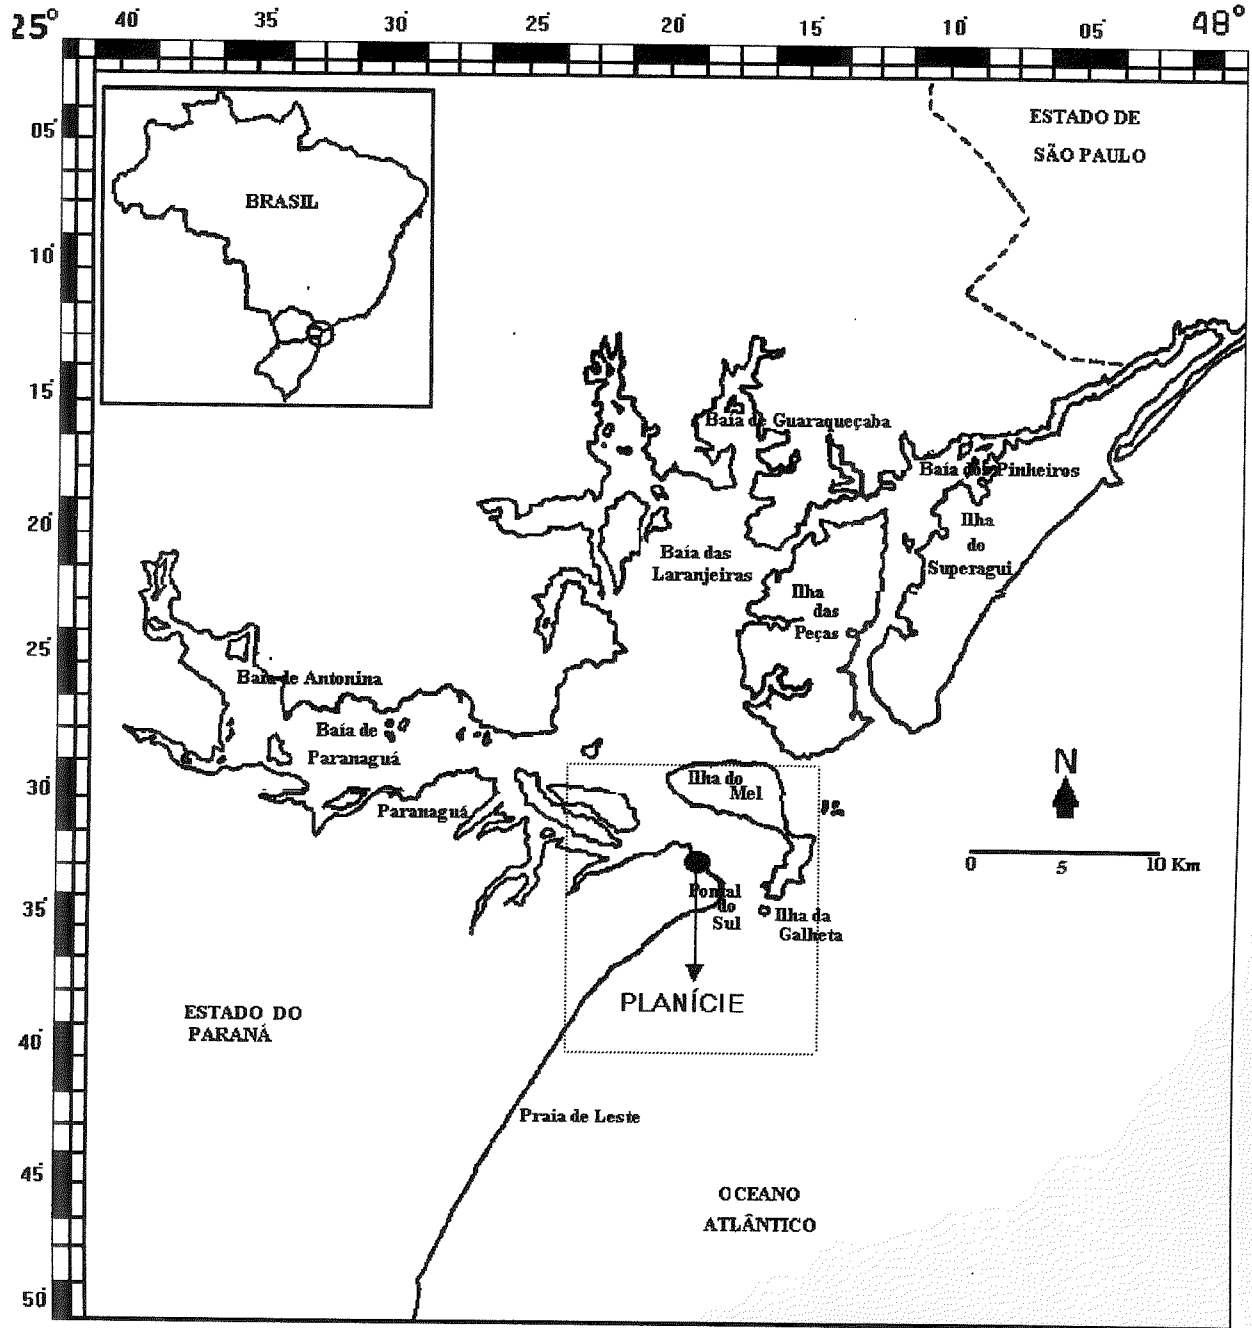 25°
40'
35'
30'
25'
20'
15'
10'
05'
48°
05'
10'
15'
20'
25'
30'
35'
40'
45'
50'
BRASIL
ESTADO DE
SÃO PAULO
Baía de Guaraqueçaba
Baía dos Pinheiros
Ilha
do
Superagui
Baía das
Laranjeiras
Ilha
das
Peças
Baía de Antonina
Baía de
Paranaguá
Paranaguá
Ilha do
Mel
N
0
5
10 Km
Pontal
do
Sul
Ilha da
Galheta
PLANÍCIE
ESTADO DO
PARANÁ
Praia de Leste
OCEANO
ATLÂNTICO